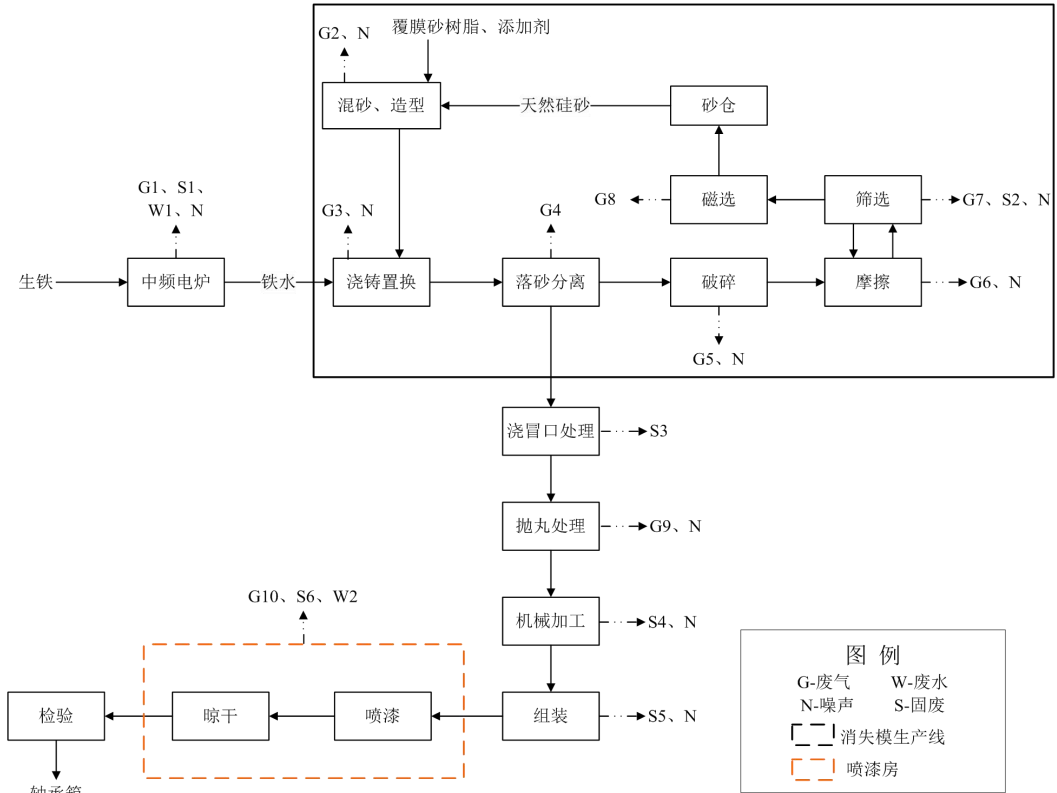 G2、N
覆膜砂树脂、添加剂
混砂、造型
天然硅砂
砂仓
G1、S1、
W1、N
G3、N
G4
G8
磁选
筛选
G7、S2、N
生铁
中频电炉
铁水
浇铸置换
落砂分离
破碎
摩擦
G6、N
G5、N
浇冒口处理
S3
抛丸处理
G9、N
G10、S6、W2
机械加工
S4、N
检验
晾干
喷漆
组装
S5、N
图 例
G-废气 W-废水
N-噪声 S-固废
消失模生产线
喷漆房